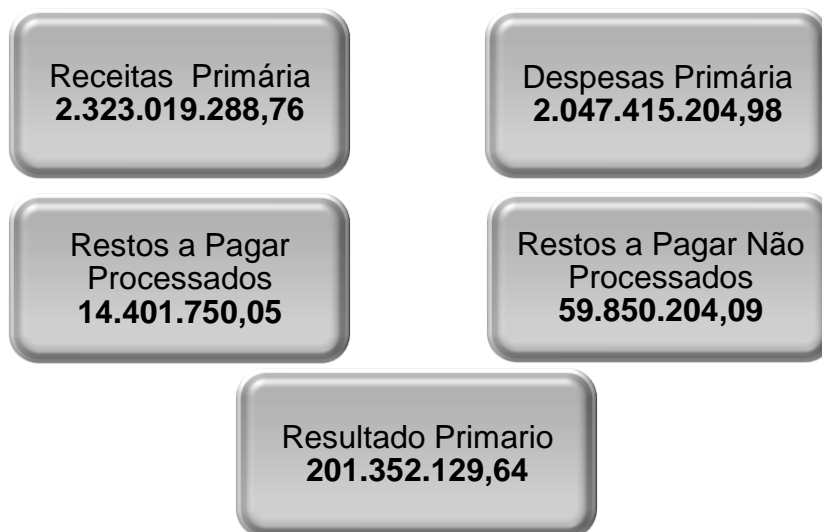 Receitas  Primária
2.323.019.288,76
Despesas Primária
2.047.415.204,98
Restos a Pagar
Processados
14.401.750,05
Restos a Pagar Não
Processados
59.850.204,09
Resultado Primario
201.352.129,64